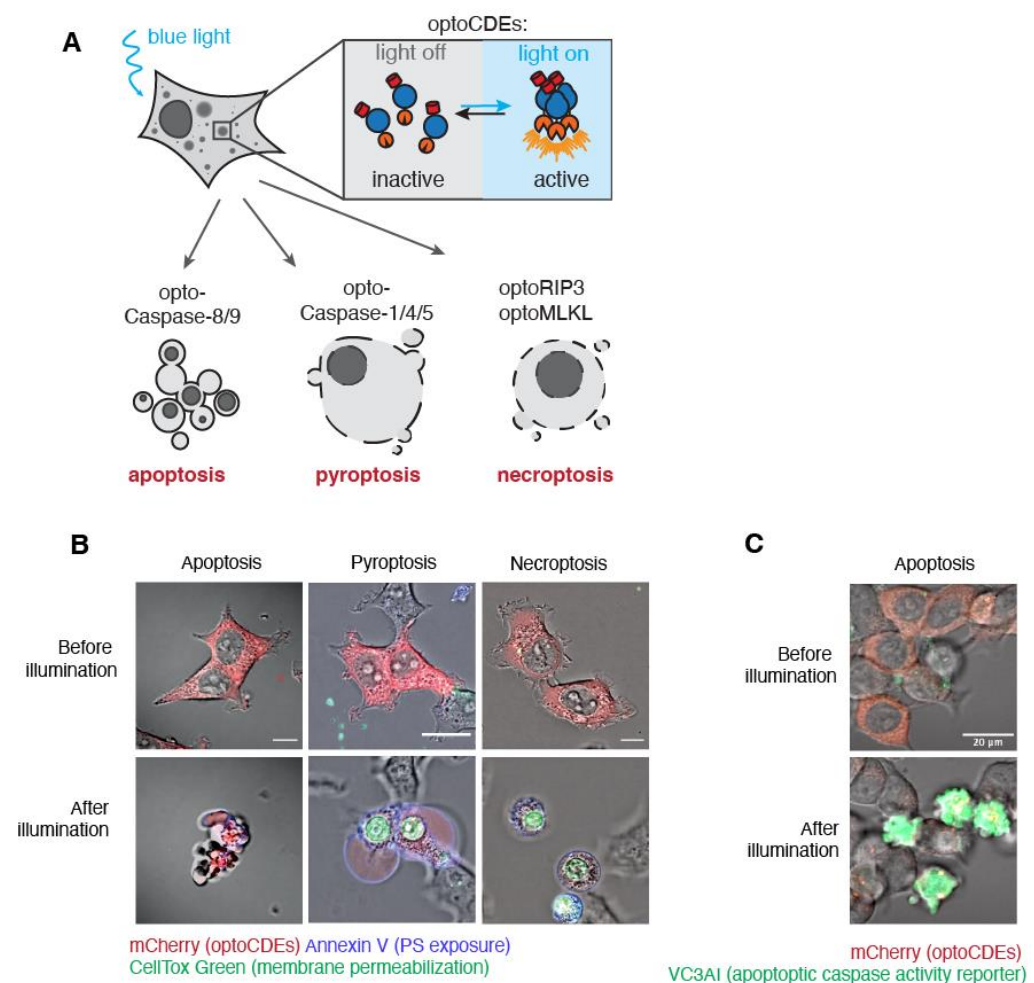 A
blue light
optoCDEs:
light off
light on
inactive
active
opto-
Caspase-8/9
opto-
Caspase-1/4/5
optoRIP3
optoMLKL
apoptosis
pyroptosis
necroptosis
B
Apoptosis
Pyroptosis
Necroptosis
Before
illumination
After
illumination
mCherry (optoCDEs) Annexin V (PS exposure)
CellTox Green (membrane permeabilization)
C
Apoptosis
Before
illumination
20 µm
After
illumination
mCherry (optoCDEs)
VC3AI (apoptoptic caspase activity reporter)